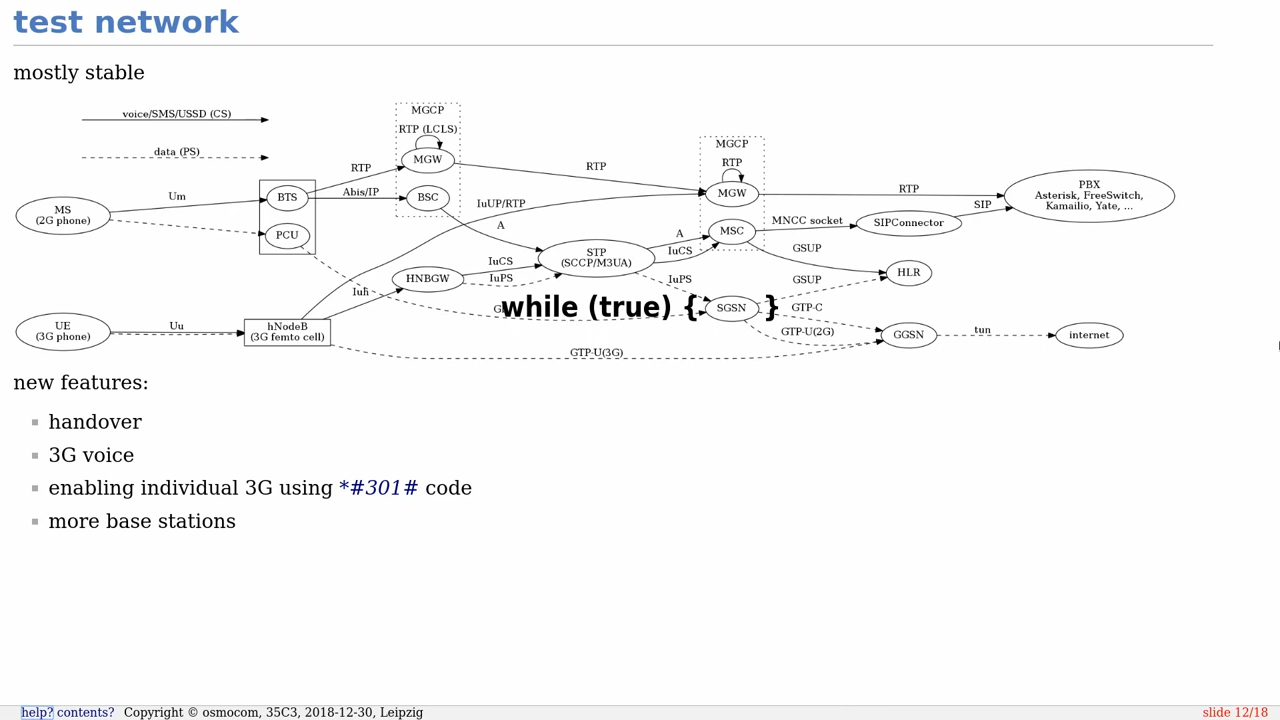 test network
mostly stable
voice/SMS/USSD (CS)
data (PS)
MGCP
RTP (LCLS)
MGW
RTP
RTP
MGCP
RTP
MGW
RTP
PBX
Asterisk, FreeSwitch,
Kamailio, Yate, ...
MS
(2G phone)
Um
BTS
Abis/IP
BSC
IuUP/RTP
A
PCU
STP
(SCCP/M3UA)
A
IuCS
MSC
MNCC socket
SIPConnector
SIP
GSUP
HLR
GSUP
HNBGW
IuCS
IuPS
IuPS
Iuh
while (true) { }
SGSN
GTP-C
GTP-U(2G)
GGSN
tun
internet
UE
(3G phone)
Uu
hNodeB
(3G femto cell)
GTP-U(3G)
new features:
handover
3G voice
enabling individual 3G using *#301# code
more base stations
help? contents? Copyright © osmocom, 35C3, 2018-12-30, Leipzig
slide 12/18